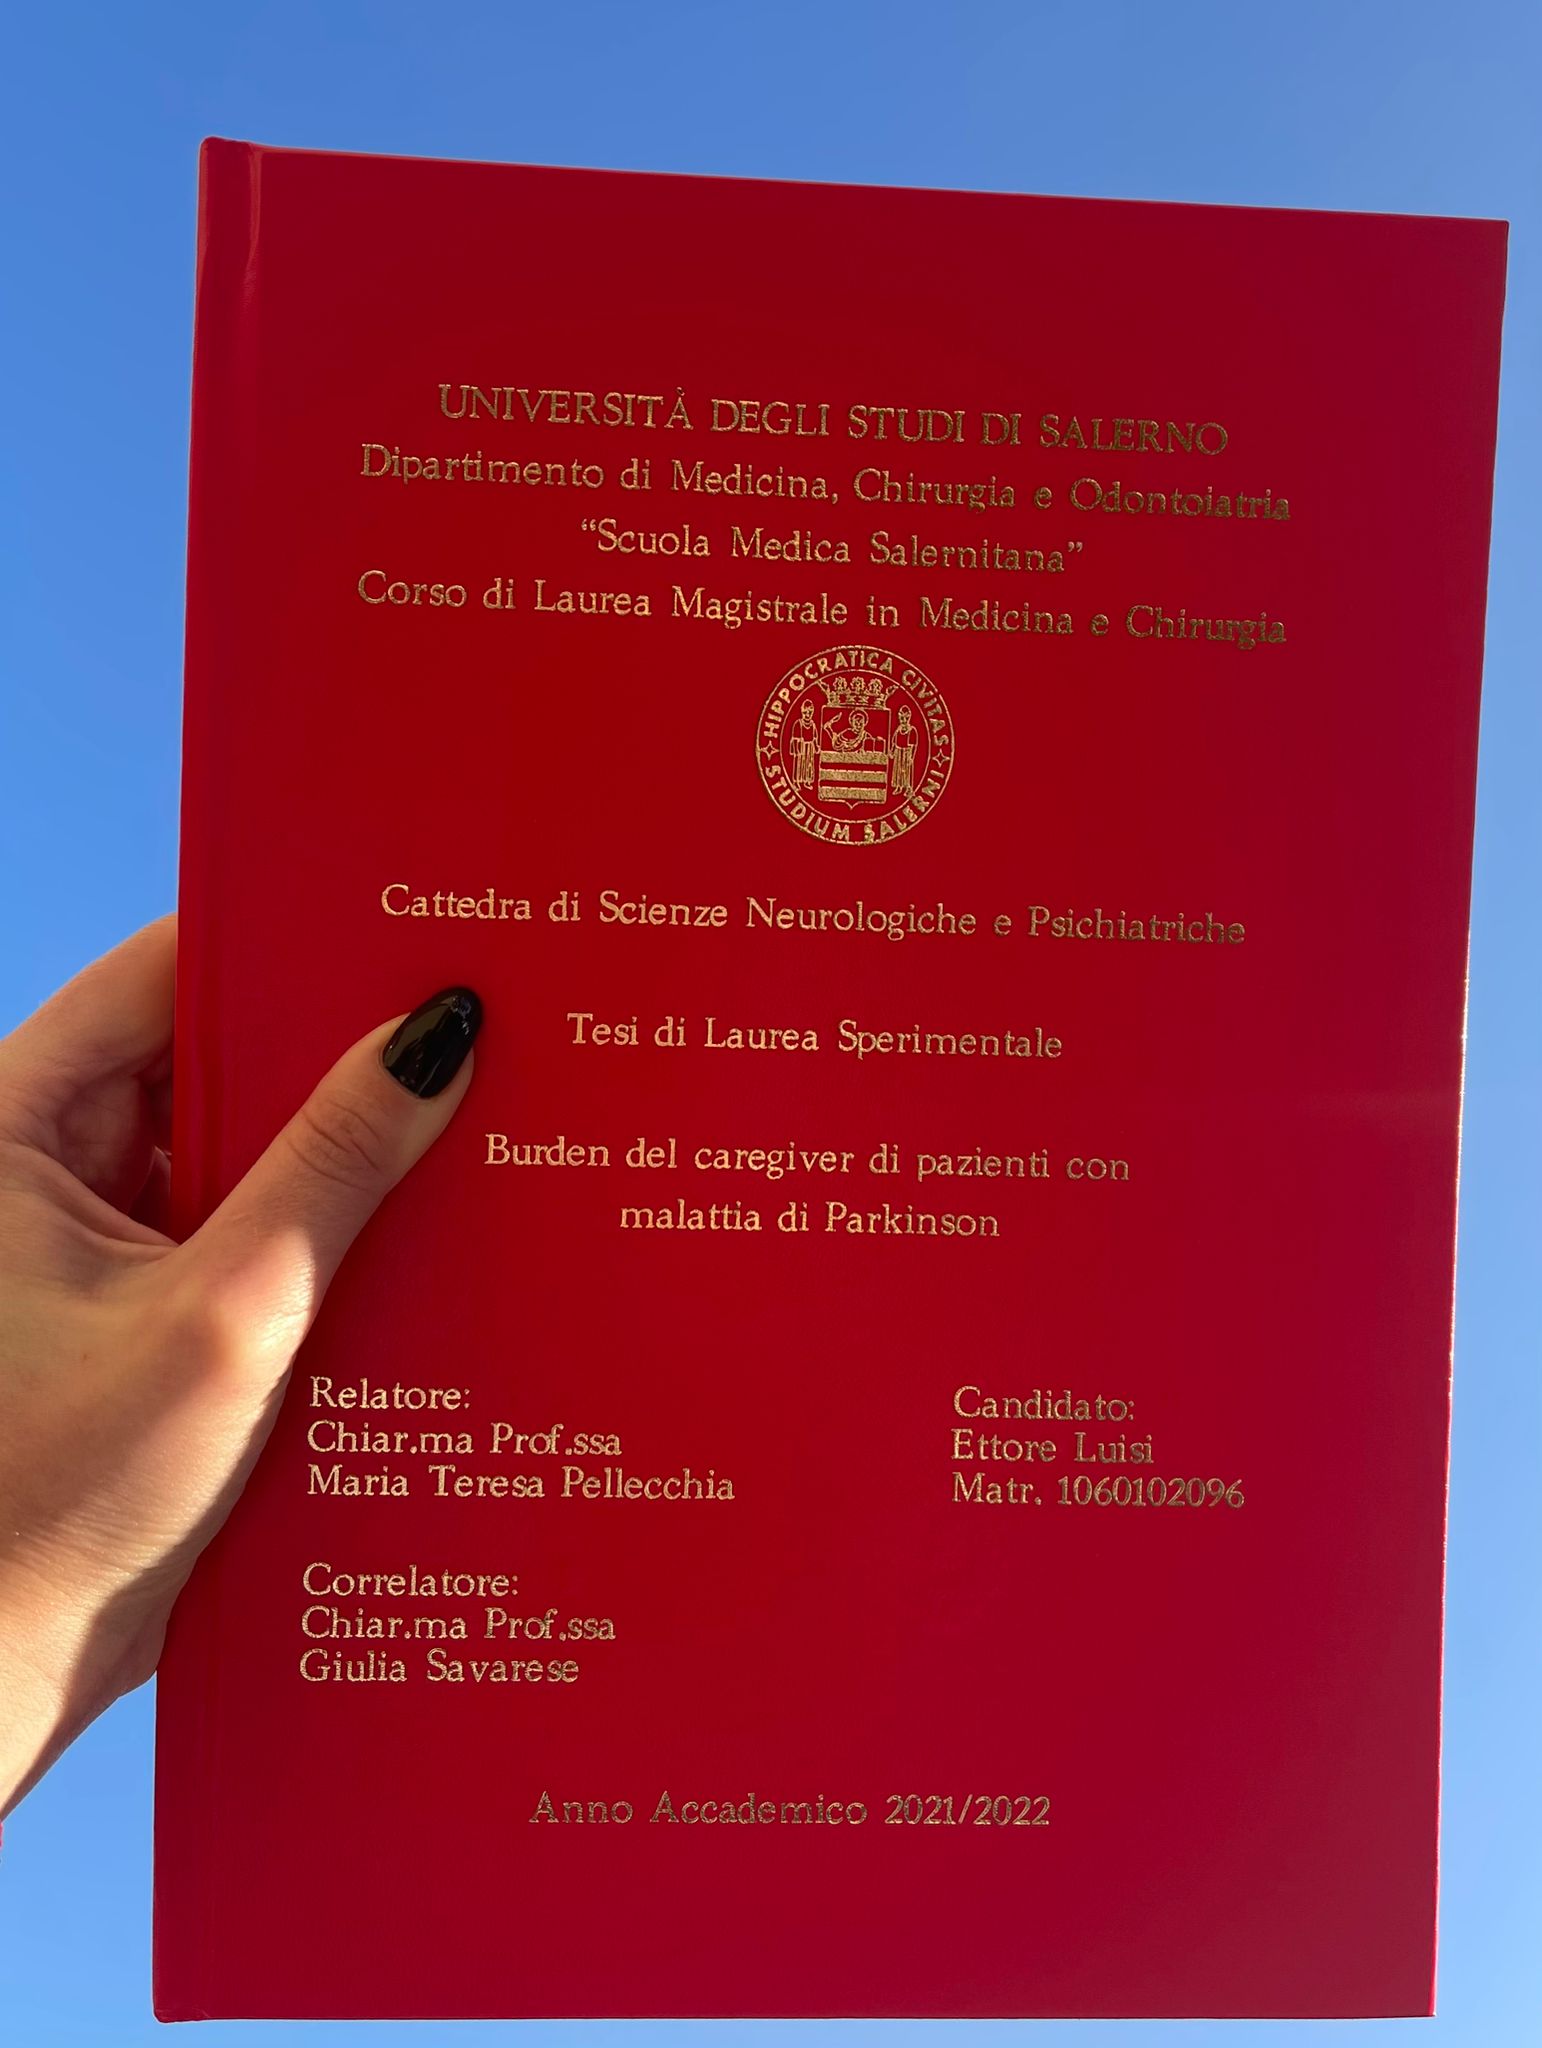 UNIVERSITÀ DEGLI STUDI DI SALERNO
Dipartimento di Medicina, Chirurgia e Odontoiatria
“Scuola Medica Salernitana”
Corso di Laurea Magistrale in Medicina e Chirurgia
HIPPOCRATICA CIVITAS
STUDIUM SALERNI
Cattedra di Scienze Neurologiche e Psichiatriche
Tesi di Laurea Sperimentale
Burden del caregiver di pazienti con
malattia di Parkinson
Relatore:
Chiar.ma Prof.ssa
Maria Teresa Pellecchia
Candidato:
Ettore Luisi
Matr. 1060102096
Correlatore:
Chiar.ma Prof.ssa
Giulia Savarese
Anno Accademico 2021/2022